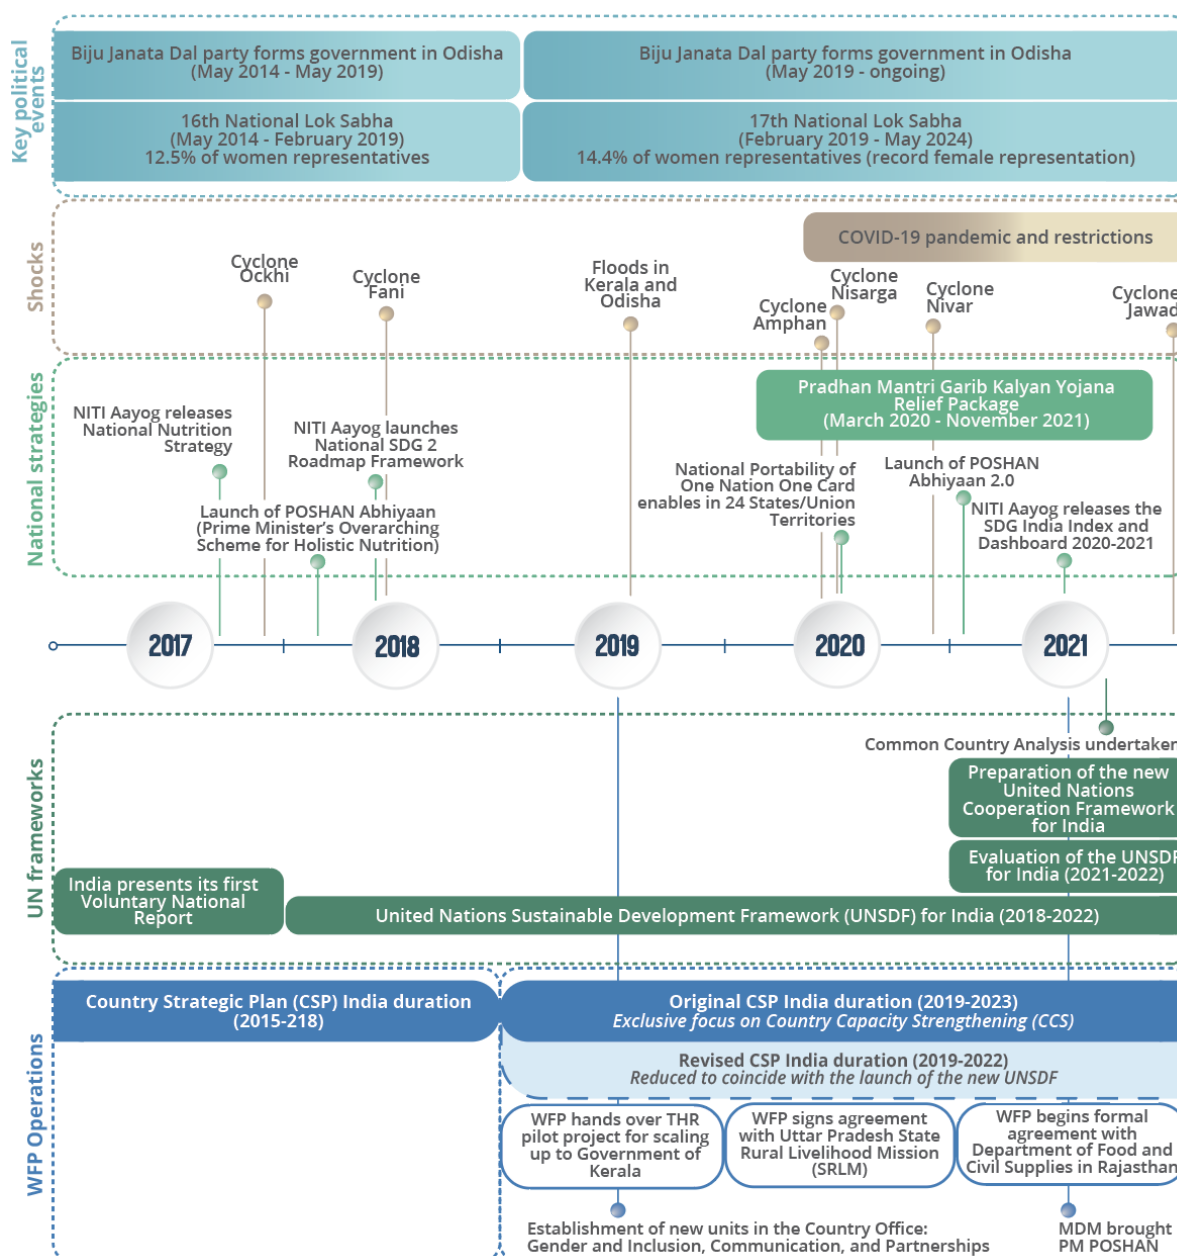 Key political
events
Biju Janata Dal party forms government in Odisha
(May 2014 - May 2019)
Biju Janata Dal party forms government in Odisha
(May 2019 - ongoing)
16th National Lok Sabha
(May 2014 - February 2019)
12.5% of women representatives
17th National Lok Sabha
(February 2019 - May 2024)
14.4% of women representatives (record female representation)
Shocks
COVID-19 pandemic and restrictions
Cyclone
Ockhi
Cyclone
Fani
Floods in
Kerala and
Odisha
Cyclone
Amphan
Cyclone
Nisarga
Cyclone
Nivar
Cyclone
Jawad
National strategies
Pradhan Mantri Garib Kalyan Yojana
Relief Package
(March 2020 - November 2021)
NITI Aayog releases
National Nutrition
Strategy
NITI Aayog launches
National SDG 2
Roadmap Framework
Launch of POSHAN Abhiyaan
(Prime Minister's Overarching
Scheme for Holistic Nutrition)
National Portability of
One Nation One Card
enables in 24 States/Union
Territories
Launch of POSHAN
Abhiyaan 2.0
NITI Aayog releases the
SDG India Index and
Dashboard 2020-2021
2017
2018
2019
2020
2021
UN frameworks
Common Country Analysis undertaken
Preparation of the new
United Nations
Cooperation Framework
for India
Evaluation of the UNSDF
for India (2021-2022)
India presents its first
Voluntary National
Report
United Nations Sustainable Development Framework (UNSDF) for India (2018-2022)
WFP Operations
Country Strategic Plan (CSP) India duration
(2015-218)
Original CSP India duration (2019-2023)
Exclusive focus on Country Capacity Strengthening (CCS)
Revised CSP India duration (2019-2022)
Reduced to coincide with the launch of the new UNSDF
WFP hands over THR
pilot project for scaling
up to Government of
Kerala
WFP signs agreement
with Uttar Pradesh State
Rural Livelihood Mission
(SRLM)
WFP begins formal
agreement with
Department of Food and
Civil Supplies in Rajasthan
Establishment of new units in the Country Office:
Gender and Inclusion, Communication, and Partnerships
MDM brought
PM POSHAN